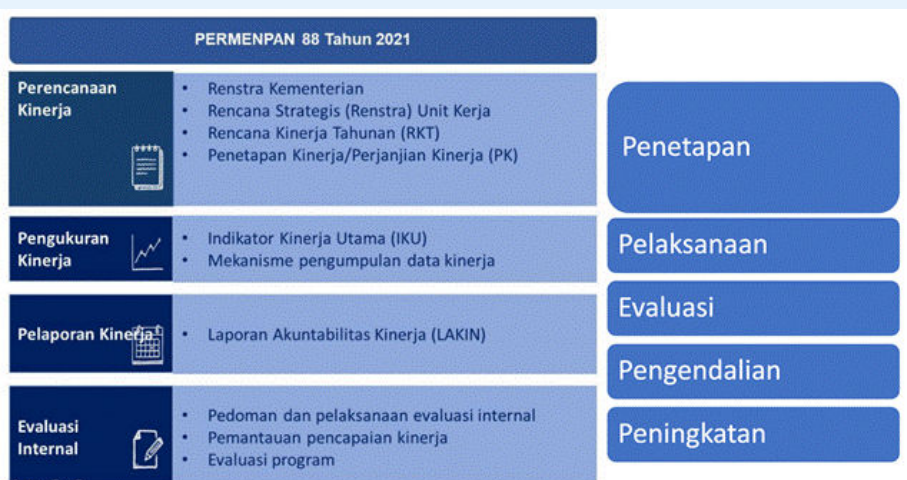 PERMENPAN 88 Tahun 2021
Perencanaan
Kinerja
• Renstra Kementerian
• Rencana Strategis (Renstra) Unit Kerja
• Rencana Kinerja Tahunan (RKT)
• Penetapan Kinerja/Perjanjian Kinerja (PK)
Pengukuran
Kinerja
• Indikator Kinerja Utama (IKU)
• Mekanisme pengumpulan data kinerja
Pelaporan Kinerja
• Laporan Akuntabilitas Kinerja (LAKIN)
Evaluasi
Internal
• Pedoman dan pelaksanaan evaluasi internal
• Pemantauan pencapaian kinerja
• Evaluasi program
Penetapan
Pelaksanaan
Evaluasi
Pengendalian
Peningkatan